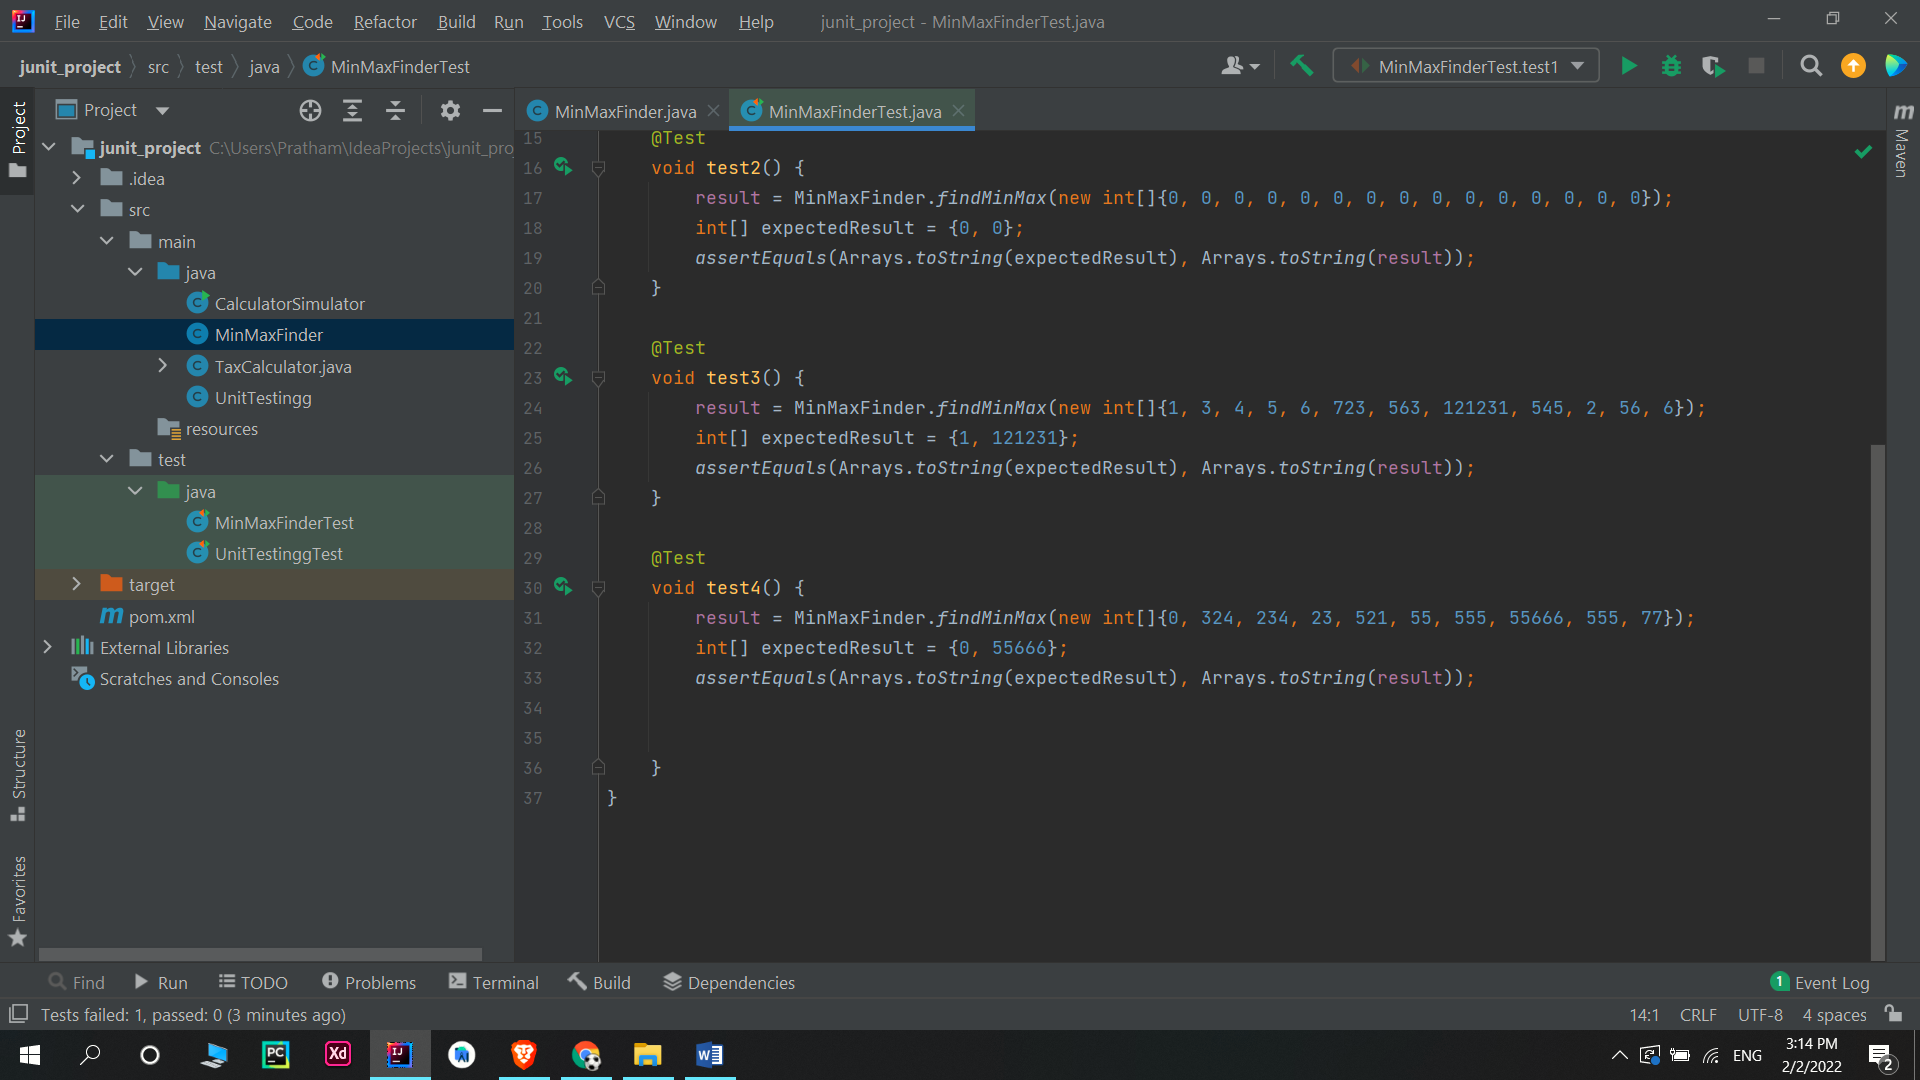 File Edit View Navigate Code Refactor Build Run Tools VCS Window Help junit_project - MinMaxFinderTest.java
junit_project src test java MinMaxFinderTest MinMaxFinderTest.test1
Project
Project
MinMaxFinder.java MinMaxFinderTest.java
Maven
junit_project C:\Users\Pratham\IdeaProjects\junit_pro
.idea
src
main
java
CalculatorSimulator
MinMaxFinder
TaxCalculator.java
UnitTestingg
resources
test
java
MinMaxFinderTest
UnitTestinggTest
target
pom.xml
External Libraries
Scratches and Consoles
Structure
Favorites
15 @Test
16 void test2() {
17 result = MinMaxFinder.findMinMax(new int[]{0, 0, 0, 0, 0, 0, 0, 0, 0, 0, 0, 0, 0, 0, 0});
18 int[] expectedResult = {0, 0};
19 assertEquals(Arrays.toString(expectedResult), Arrays.toString(result));
20 }
21
22 @Test
23 void test3() {
24 result = MinMaxFinder.findMinMax(new int[]{1, 3, 4, 5, 6, 723, 563, 121231, 545, 2, 56, 6});
25 int[] expectedResult = {1, 121231};
26 assertEquals(Arrays.toString(expectedResult), Arrays.toString(result));
27 }
28
29 @Test
30 void test4() {
31 result = MinMaxFinder.findMinMax(new int[]{0, 324, 234, 23, 521, 55, 555, 55666, 555, 77});
32 int[] expectedResult = {0, 55666};
33 assertEquals(Arrays.toString(expectedResult), Arrays.toString(result));
34
35
36 }
37 }
Find Run TODO Problems Terminal Build Dependencies 1 Event Log
Tests failed: 1, passed: 0 (3 minutes ago) 14:1 CRLF UTF-8 4 spaces
ENG
3:14 PM
2/2/2022
2